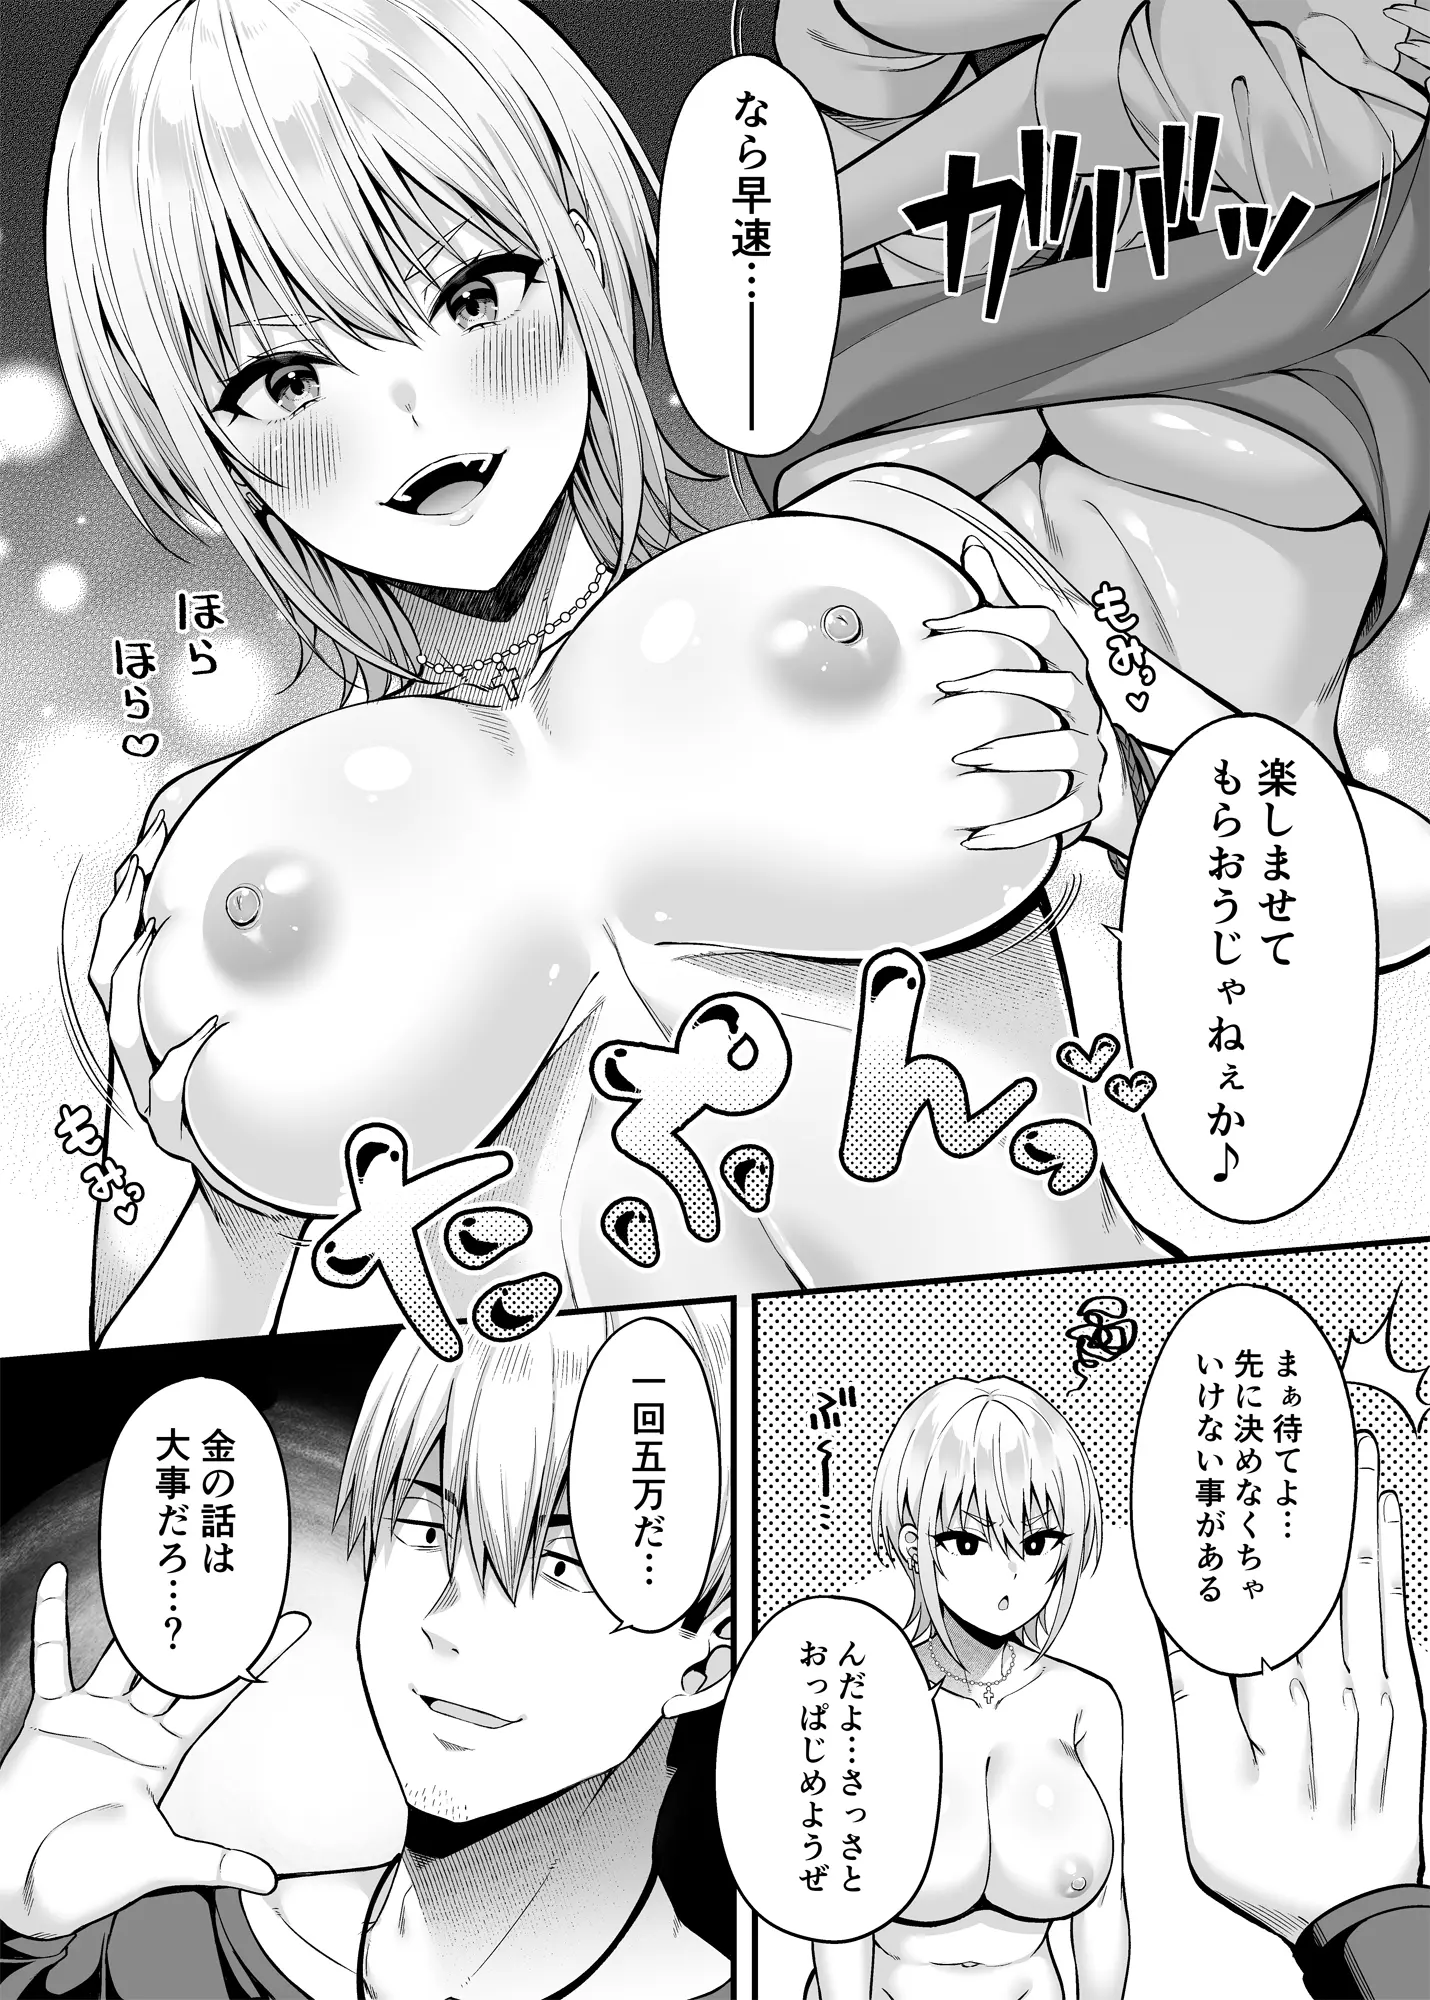 なら早速…―
ガバッ
ほら
ほら♡
もみっ♡
楽しませて
もらおうじゃねぇか♪
もみっ♡
たぷんっ
まぁ待てよ…
先に決めなくちゃ
いけない事がある
ぶ～…
んだよ…さっさと
おっぱじめようぜ
一回五万だ…
金の話は
大事だろ…？